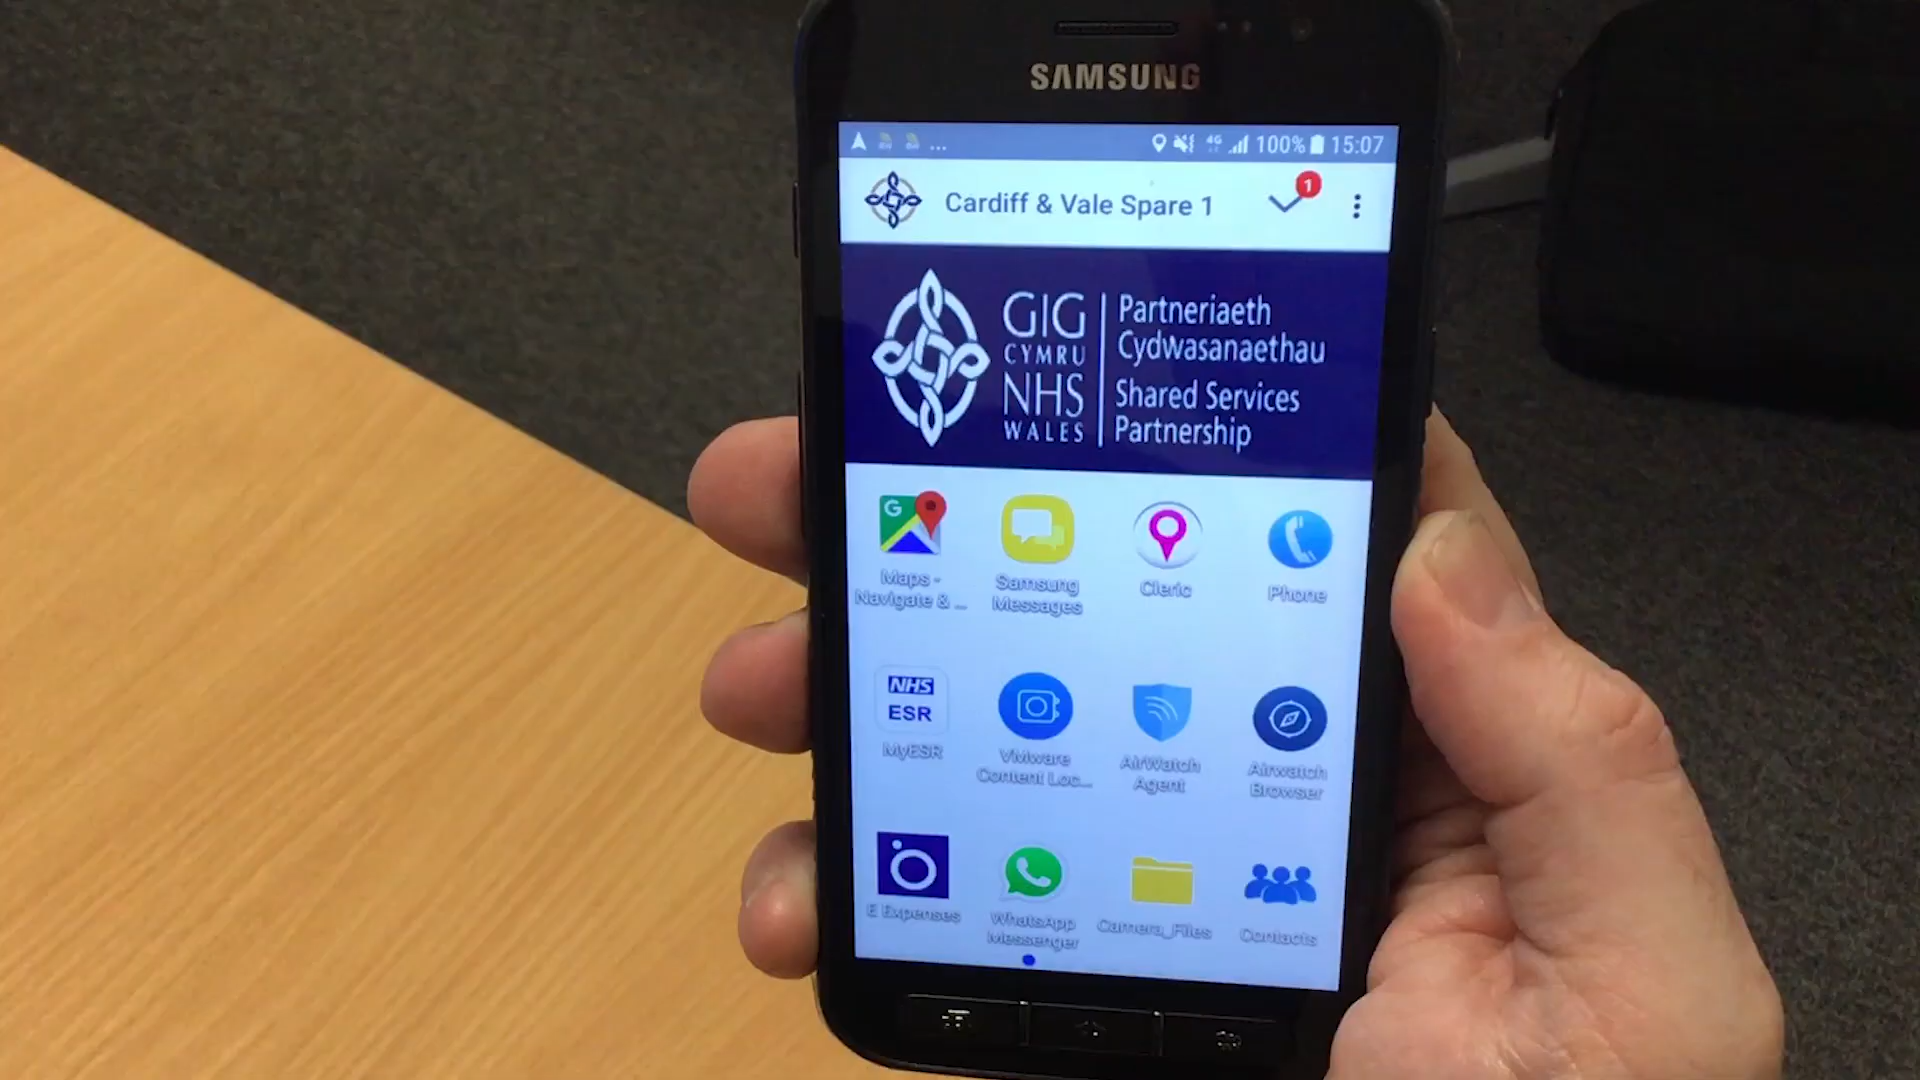 SAMSUNG
... 4G 100% 15:07
Cardiff & Vale Spare 1
1
GIG
CYMRU
NHS
WALES
Partneriaeth
Cydwasanaethau
Shared Services
Partnership
G
Maps -
Navigate & ...
Samsung
Messages
Cleric
Phone
NHS
ESR
MyESR
VMware
Content Loc...
AirWatch
Agent
Airwatch
Browser
E Expenses
WhatsApp
Messenger
Camera_Files
Contacts